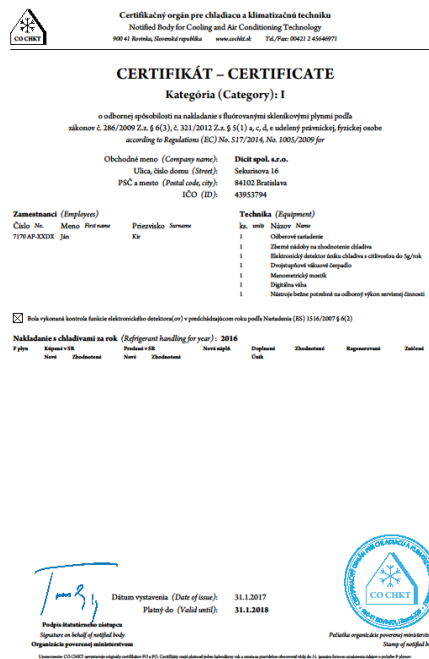 Certifikačný orgán pre chladiacu a klimatizačnú techniku
Notified Body for Cooling and Air Conditioning Technology
900 41 Rovinka, Slovenská republika www.cochkt.sk Tel./Fax: 00421 2 45646971
CO CHKT
CERTIFIKÁT – CERTIFICATE
Kategória (Category): I
o odbornej spôsobilosti na nakladanie s fluórovanými skleníkovými plynmi podľa
zákonov č. 286/2009 Z.z. § 6(3), č. 321/2012 Z.z. § 5(1) a, c, d, e udelený právnickej, fyzickej osobe
according to Regulations (EC) No. 517/2014, No. 1005/2009 for
Obchodné meno (Company name): Dicit spol. s.r.o.
Ulica, číslo domu (Street): Sekurisova 16
PSČ a mesto (Postal code, city): 84102 Bratislava
IČO (ID): 43953794
Zamestnanci (Employees) Technika (Equipment)
Číslo No. Meno First name Priezvisko Surname ks. units Názov Name
7170 AP-XXDX Ján Kir 1 Odberové zariadenie
1 Zberné nádoby na zhodnotenie chladiva
1 Elektronický detektor úniku chladiva s citlivosťou do 5g/rok
1 Dvojstupňové vákuové čerpadlo
1 Manometrický mostík
1 Digitálna váha
1 Nástroje bežne potrebné na odborný výkon servisnej činnosti
Bola vykonaná kontrola funkcie elektronického detektora(ov) v predchádzajúcom roku podľa Nariadenia (ES) 1516/2007 § 6(2)
Nakladanie s chladivami za rok (Refrigerant handling for year): 2016
F plyn Kúpené v SR Predané v SR Nová náplň Doplnené Zhodnotené Regenerované Zničené
Nové Zhodnotené Nové Zhodnotené Únik
Dátum vystavenia (Date of issue): 31.1.2017
Platný do (Valid until): 31.1.2018
Podpis štatutárneho zástupcu
Signature on behalf of notified body
Organizácie poverenej ministerstvom
CO CHKT
Pečiatka organizácie poverenej ministerstv
Stamp of notified b